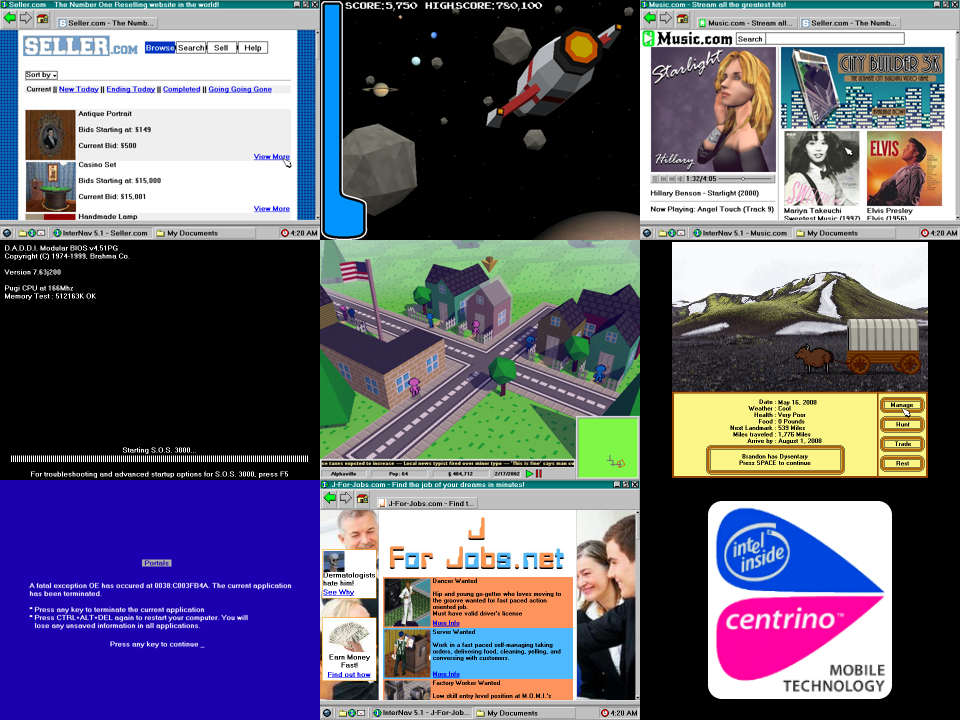 Seller.com - The Number One Reselling website in the world!
Seller.com - The Numb...
SELLER.COM
Browse Search Sell Help
Sort by
Current || New Today || Ending Today || Completed || Going Going Gone
Antique Portrait
Bids Starting at: $149
Current Bid: $500
View More
Casino Set
Bids Starting at: $15,000
Current Bid: $15,001
View More
Handmade Lamp
InterNav 5.1 - Seller.com
My Documents
4:20 AM
SCORE;5,750 HIGHSCORE;780,100
Music.com - Stream all the greatest hits!
Music.com - Stream all...
Seller.com - The Numb...
Music.com
Search
Starlight
Hillary
CITY BUILDER 3K
THE ULTIMATE CITY BUILDING VIDEO GAME
AVAILABLE NOW
ELVIS
1:32/4:05
Hillary Benson - Starlight (2000)
Now Playing: Angel Touch (Track 9)
Mariya Takeuchi
Sweetest Music (1997)
Elvis Presley
Elvis (1956)
InterNav 5.1 - Music.com
My Documents
4:20 AM
D.A.D.D.I. Modular BIOS v4.51PG
Copyright (C) 1974-1999, Brahma Co.
Version 7.63j200
Pugi CPU at 166Mhz
Memory Test : 512163K OK
Starting S.O.S. 3000...
For troubleshooting and advanced startup options for S.O.S. 3000, press F5
ce taxes expected to increase --- Local news typist fired over minor typo --- 'This is fine' says man cu
Alphaville
Pop: 64
$ 404,712
2/17/2002
Date : May 16, 2008
Weather : Cool
Health : Very Poor
Food : 0 Pounds
Next Landmark : 539 Miles
Miles traveled : 1,776 Miles
Arrive by : August 1, 2008
Brandon has Dysentary
Press SPACE to continue
Manage
Hunt
Trade
Rest
Portals
A fatal exception OE has occured at 0038:C003FB4A. The current application
has been terminated.
* Press any key to terminate the current application
* Press CTRL+ALT+DEL again to restart your computer. You will
lose any unsaved information in all applications.
Press any key to continue _
J-For-Jobs.com - Find the job of your dreams in minutes!
J-For-Jobs.com - Find t...
J
For Jobs.net
Dermatologists
hate him!
See Why
Earn Money
Fast!
Find out how
Dancer Wanted
Hip and young go-getter who loves moving to
the groove wanted for fast paced action
oriented job.
Must have valid driver's license
More Info
Server Wanted
Work in a fast paced self-managing taking
orders, delivering food, cleaning, yelling, and
conversing with customers.
More Info
Factory Worker Wanted
Low skill entry level position at M.O.M.I.'s
InterNav 5.1 - J-For-Job...
My Documents
4:20 AM
intel
inside
centrino™
MOBILE
TECHNOLOGY